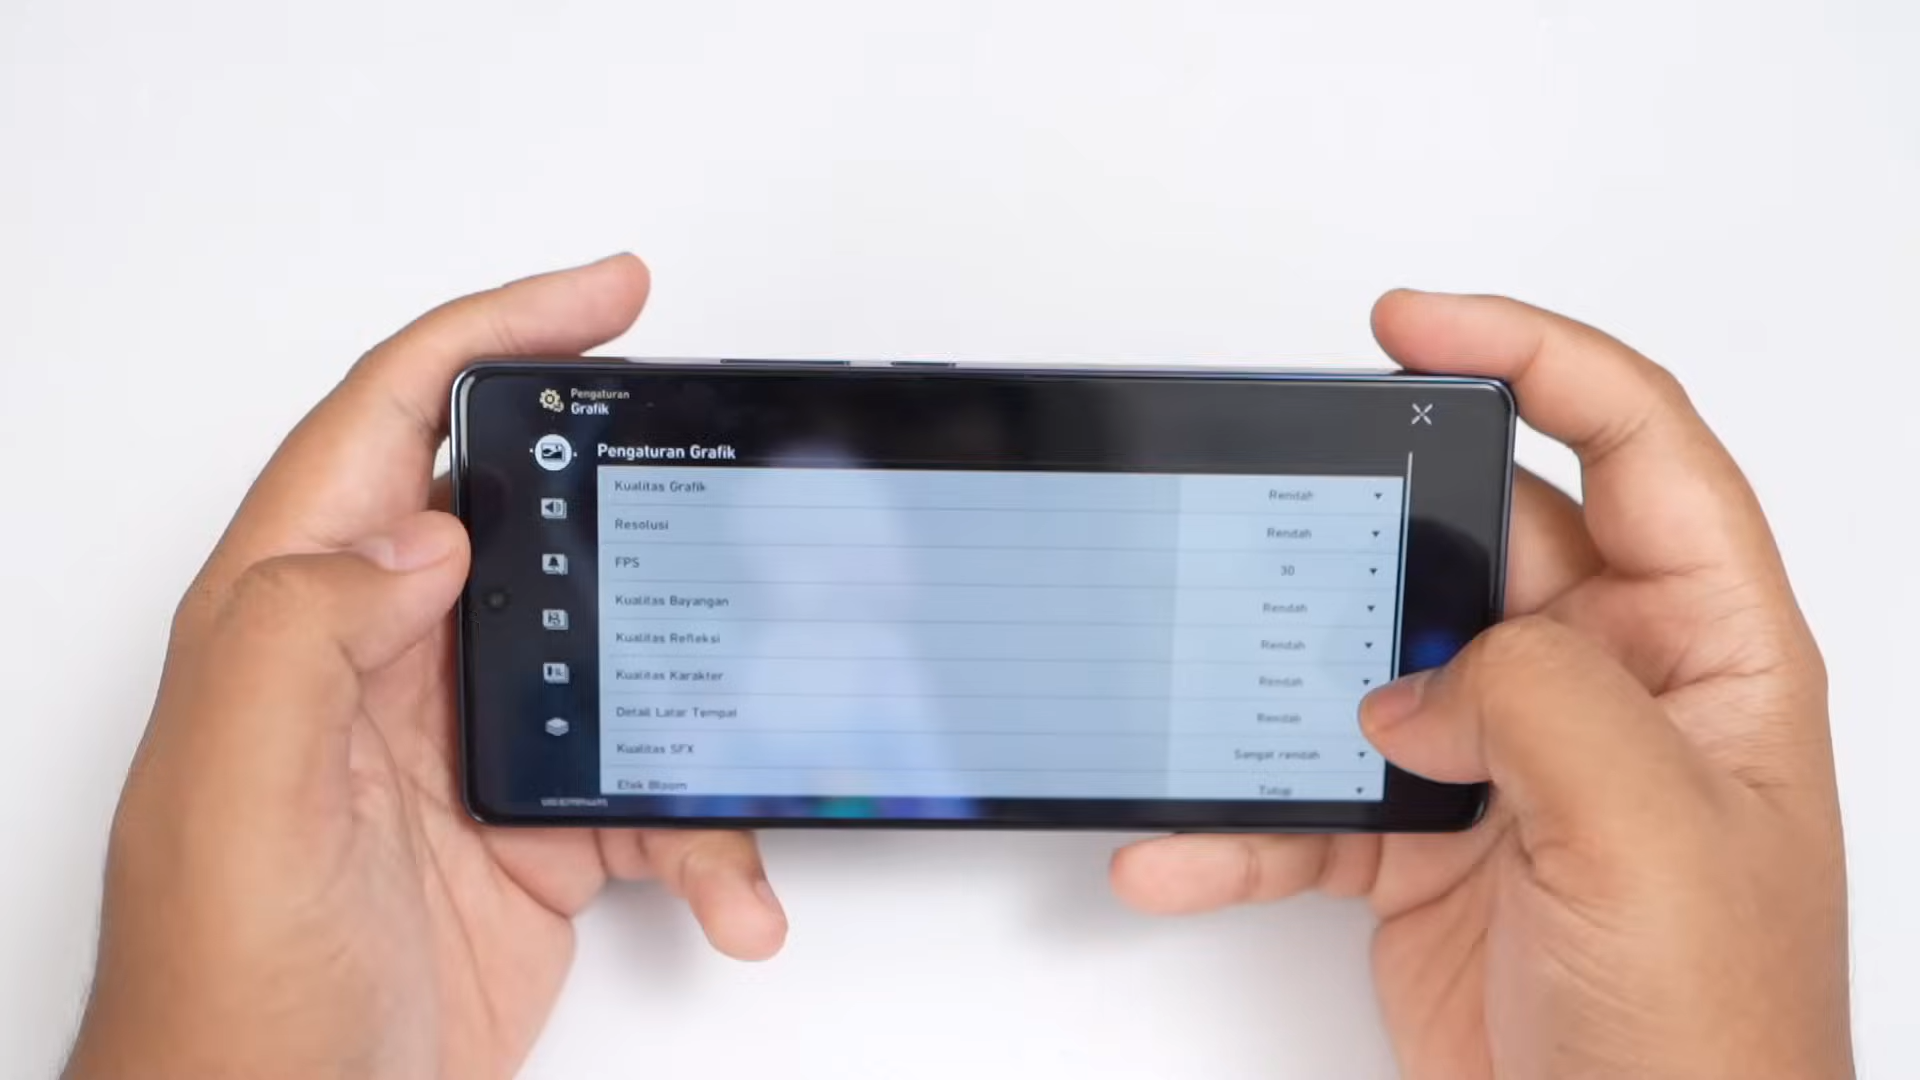 Pengaturan
Grafik
Pengaturan Grafik
Kualitas Grafik Rendah
Resolusi Rendah
FPS 30
Kualitas Bayangan Rendah
Kualitas Refleksi Rendah
Kualitas Karakter Rendah
Detail Latar Tempat Rendah
Kualitas SFX Sangat rendah
Efek Bloom Tutup